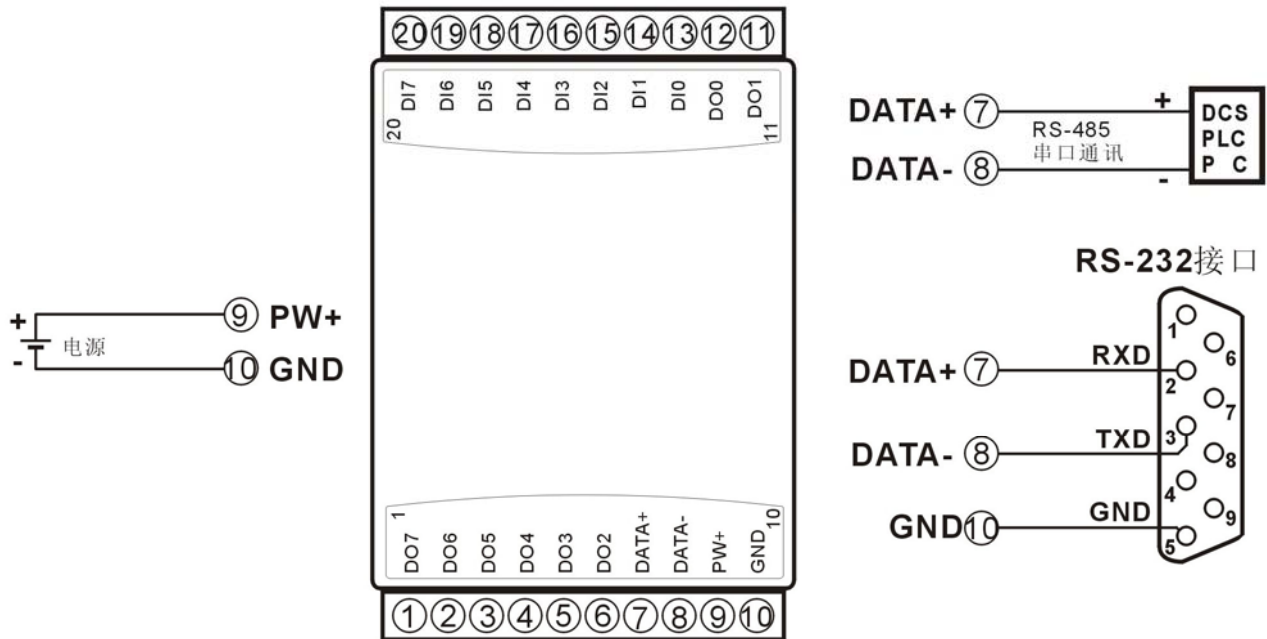 20 19 18 17 16 15 14 13 12 11
DI7 DI6 DI5 DI4 DI3 DI2 DI1 DI0 DO0 DO1
20 11
+
电源
-
9 PW+
10 GND
1 10
DO7 DO6 DO5 DO4 DO3 DO2 DATA+ DATA- PW+ GND
1 2 3 4 5 6 7 8 9 10
DATA+ 7
+
RS-485
串口通讯
DATA- 8
-
DCS
PLC
P C
RS-232接口
DATA+ 7 RXD
DATA- 8 TXD
GND 10 GND
1
6
2
7
3
8
4
9
5